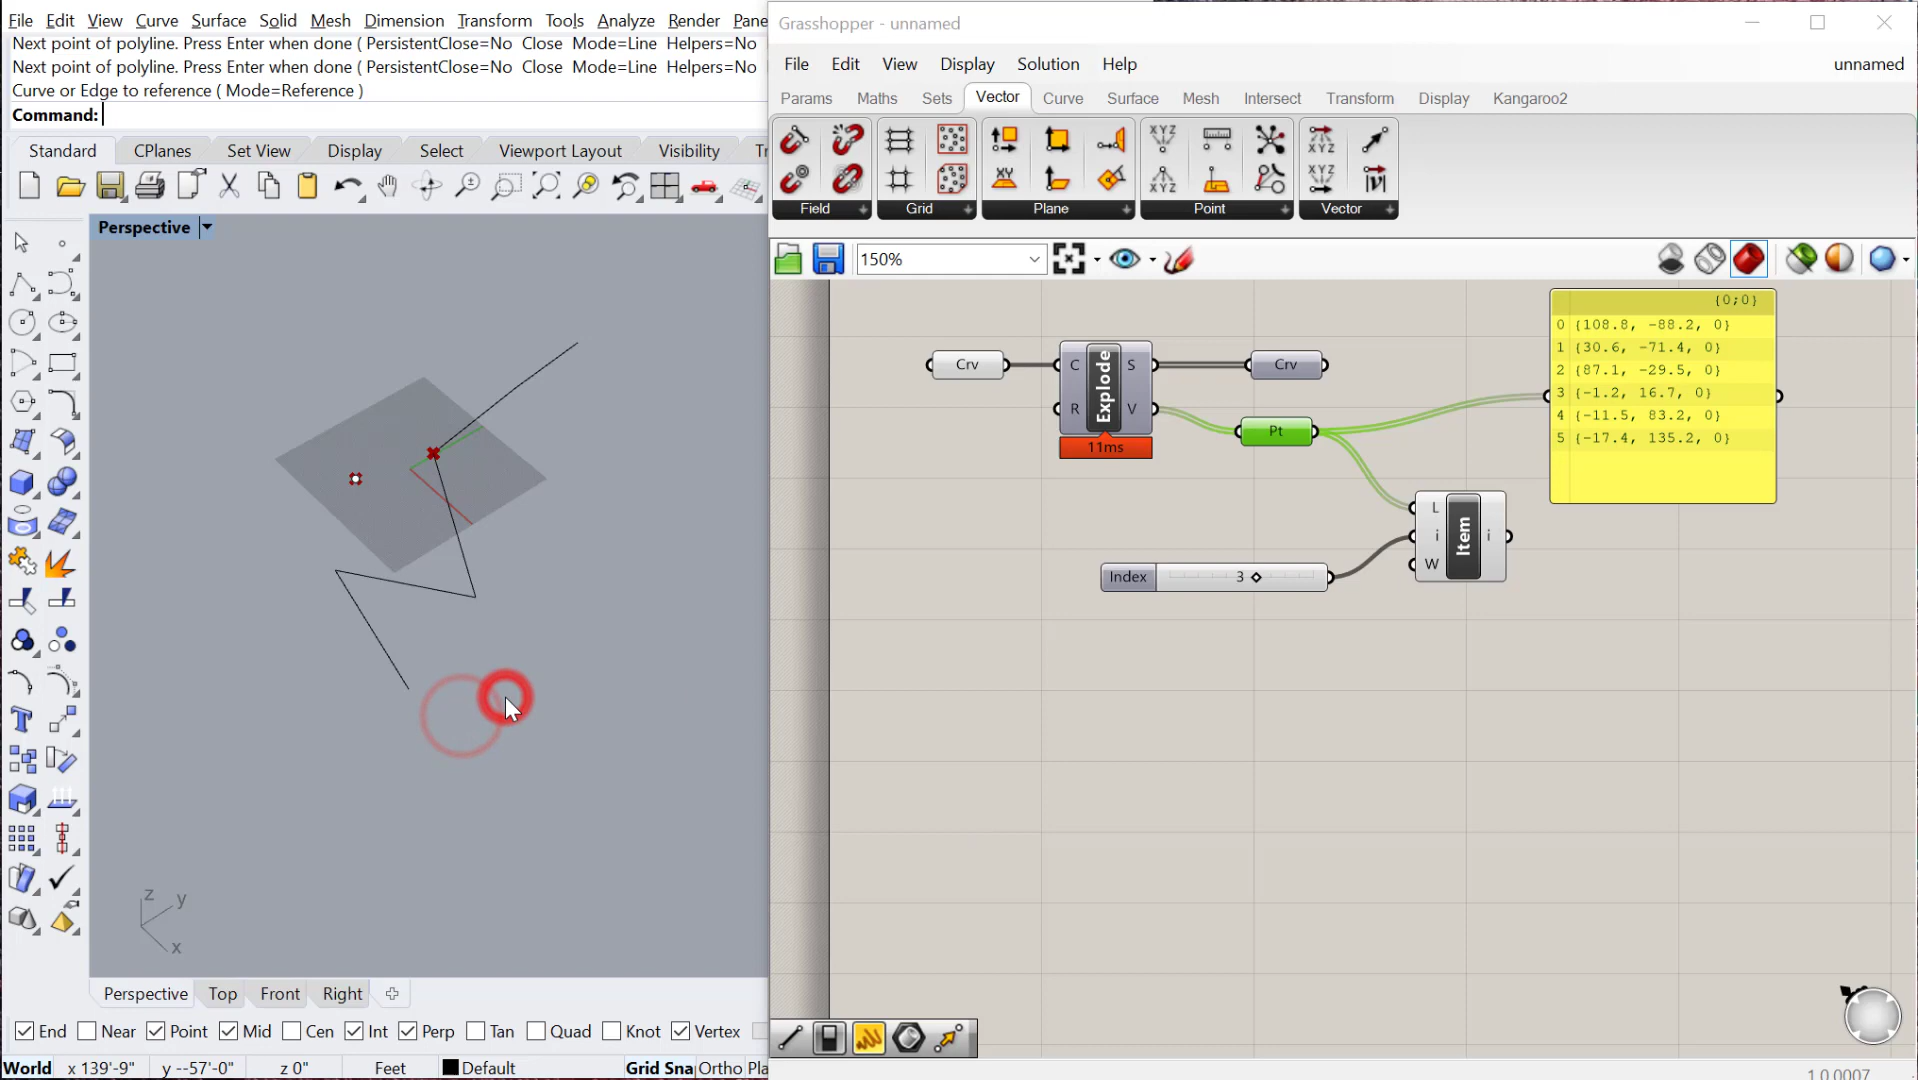 File Edit View Curve Surface Solid Mesh Dimension Transform Tools Analyze Render Pane
Next point of polyline. Press Enter when done ( PersistentClose=No Close Mode=Line Helpers=No
Next point of polyline. Press Enter when done ( PersistentClose=No Close Mode=Line Helpers=No
Curve or Edge to reference ( Mode=Reference )
Command:
Standard CPlanes Set View Display Select Viewport Layout Visibility
Perspective
z
y
x
Perspective Top Front Right
End Near Point Mid Cen Int Perp Tan Quad Knot Vertex
World x 139'-9" y --57'-0" z 0" Feet Default Grid Sna Ortho Pla
Grasshopper - unnamed
File Edit View Display Solution Help unnamed
Params Maths Sets Vector Curve Surface Mesh Intersect Transform Display Kangaroo2
XYZ
XYZ
XY
XYZ
XYZ
Field Grid Plane Point Vector
150%
{0;0}
0 {108.8, -88.2, 0}
1 {30.6, -71.4, 0}
2 {87.1, -29.5, 0}
3 {-1.2, 16.7, 0}
4 {-11.5, 83.2, 0}
5 {-17.4, 135.2, 0}
Crv C R Explode S V Crv
11ms
Pt
L i W Item i
Index 3
1.0.0007